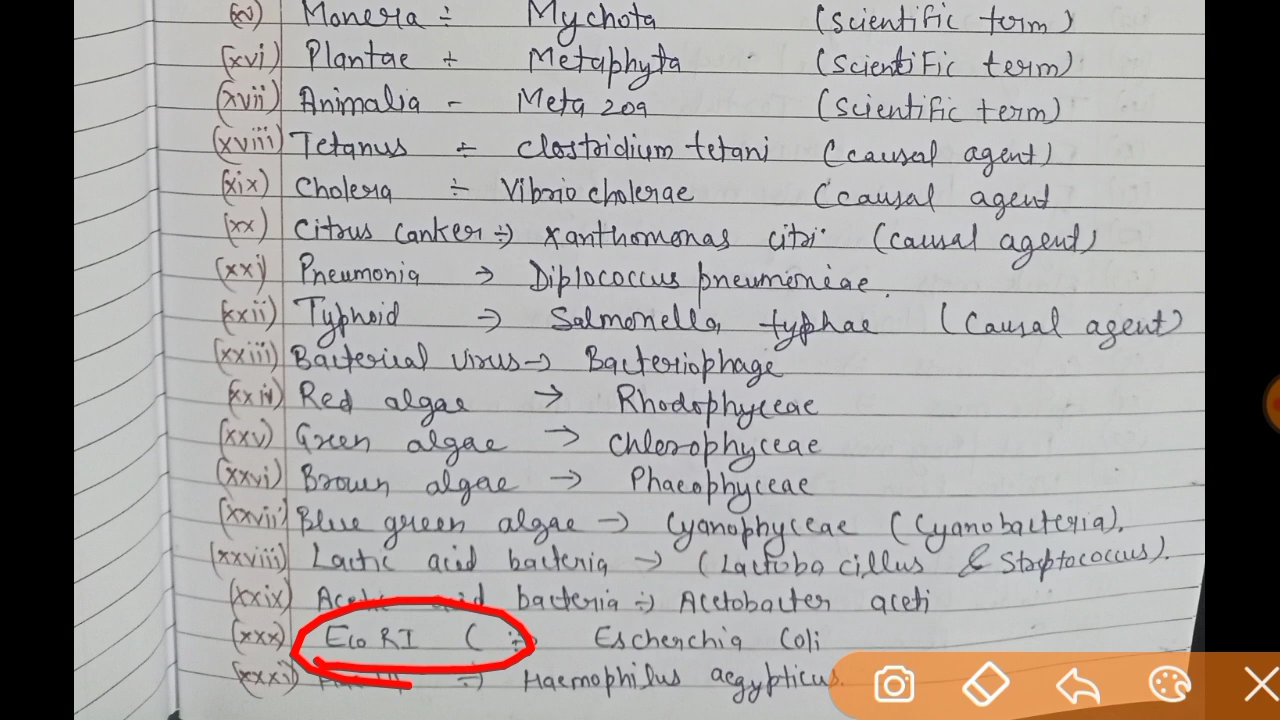 (xv) Monera ÷ Mychota (scientific term)
(xvi) Plantae ÷ Metaphyta (scientific term)
(xvii) Animalia - Metazoa (scientific term)
(xviii) Tetanus ÷ Clostridium tetani (causal agent)
(xix) Cholera ÷ Vibrio cholerae (causal agent
(xx) Citrus canker ÷) Xanthomonas citri (causal agent)
(xxi) Pneumonia → Diplococcus pneumoniae.
(xxii) Typhoid → Salmonella typhae (Causal agent)
(xxiii) Bacterial virus → Bacteriophage
(xxiv) Red algae → Rhodophyceae
(xxv) Green algae → Chlorophyceae
(xxvi) Brown algae → Phaeophyceae
(xxvii) Blue green algae → Cyanophyceae (Cyanobacteria).
(xxviii) Lactic acid bacteria → (Lactobacillus & Streptococcus).
(xxix) Acetic acid bacteria ÷) Acetobacter aceti
(xxx) Eco RI ( ÷ Escherchia Coli
(xxxi) ÷) Haemophilus aegypticus.